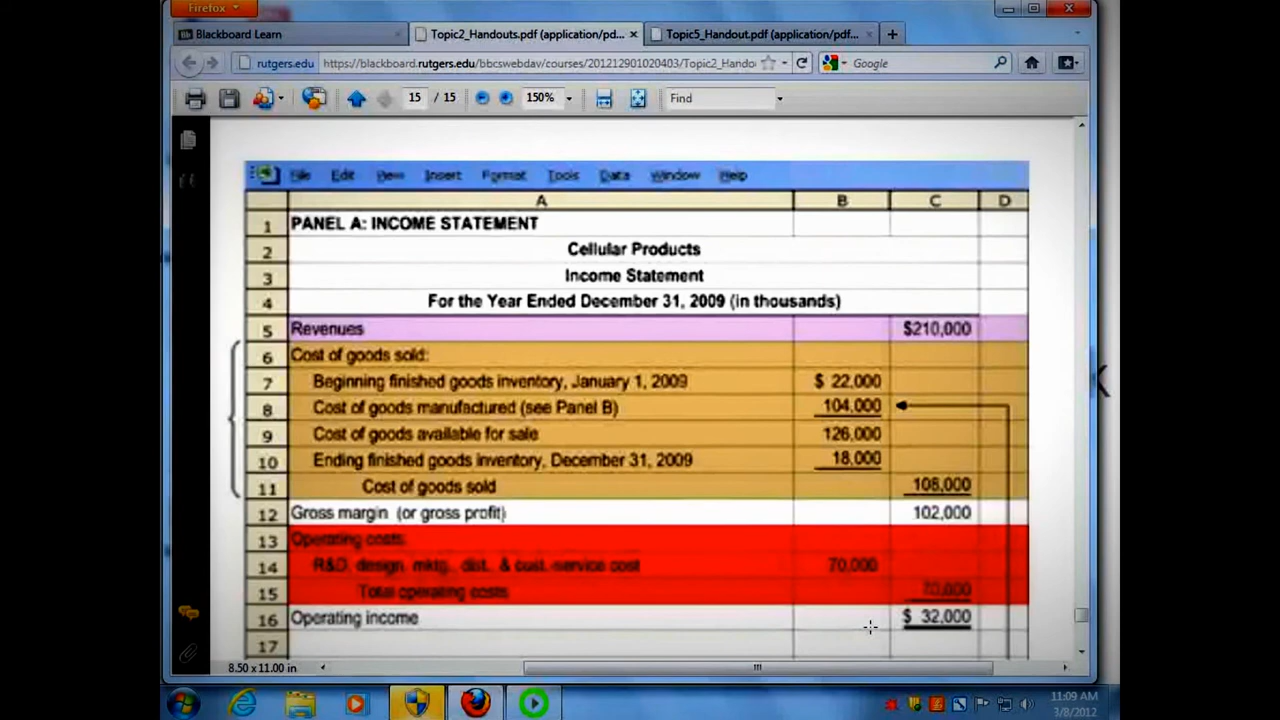 Firefox
Blackboard Learn
Topic2_Handouts.pdf (application/pd...
Topic5_Handout.pdf (application/pdf...
rutgers.edu
https://blackboard.rutgers.edu/bbcswebdav/courses/201212901020403/Topic2_Hando
Google
15 / 15
150%
Find
File Edit View Insert Format Tools Data Window Help
A B C D
1 PANEL A: INCOME STATEMENT
2 Cellular Products
3 Income Statement
4 For the Year Ended December 31, 2009 (in thousands)
5 Revenues $210,000
6 Cost of goods sold:
7 Beginning finished goods inventory, January 1, 2009 $ 22,000
8 Cost of goods manufactured (see Panel B) 104,000
9 Cost of goods available for sale 126,000
10 Ending finished goods inventory, December 31, 2009 18,000
11 Cost of goods sold 108,000
12 Gross margin (or gross profit) 102,000
13 Operating costs:
14 R&D, design, mktg., dist., & cust.-service cost 70,000
15 Total operating costs 70,000
16 Operating income $ 32,000
17
8.50 x 11.00 in
11:09 AM
3/8/2012